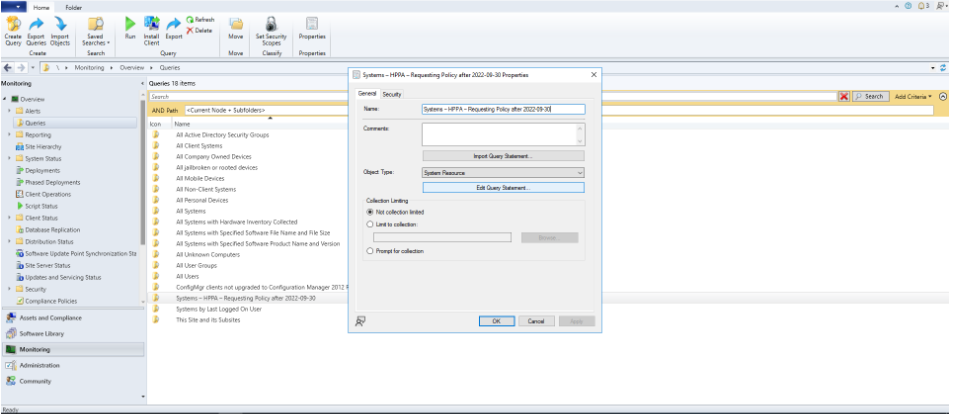 Home Folder
3
Create Query
Export Queries
Import Objects
Saved Searches
Run
Install Client
Export
Refresh
Delete
Move
Set Security Scopes
Properties
Create Search Query Move Classify Properties
\ Monitoring Overview Queries
Monitoring
Overview
Alerts
Queries
Reporting
Site Hierarchy
System Status
Deployments
Phased Deployments
Client Operations
Script Status
Client Status
Database Replication
Distribution Status
Software Update Point Synchronization Sta
Site Server Status
Updates and Servicing Status
Security
Compliance Policies
Assets and Compliance
Software Library
Monitoring
Administration
Community
Ready
Queries 18 items
Search
Search
Add Criteria
AND Path <Current Node + Subfolders>
Icon Name
All Active Directory Security Groups
All Client Systems
All Company Owned Devices
All jailbroken or rooted devices
All Mobile Devices
All Non-Client Systems
All Personal Devices
All Systems
All Systems with Hardware Inventory Collected
All Systems with Specified Software File Name and File Size
All Systems with Specified Software Product Name and Version
All Unknown Computers
All User Groups
All Users
ConfigMgr clients not upgraded to Configuration Manager 2012 R
Systems – HPPA – Requesting Policy after 2022-09-30
Systems by Last Logged On User
This Site and its Subsites
Systems – HPPA – Requesting Policy after 2022-09-30 Properties
General Security
Name: Systems – HPPA – Requesting Policy after 2022-09-30
Comments:
Import Query Statement...
Object Type: System Resource
Edit Query Statement...
Collection Limiting
Not collection limited
Limit to collection:
Browse...
Prompt for collection
OK Cancel Apply